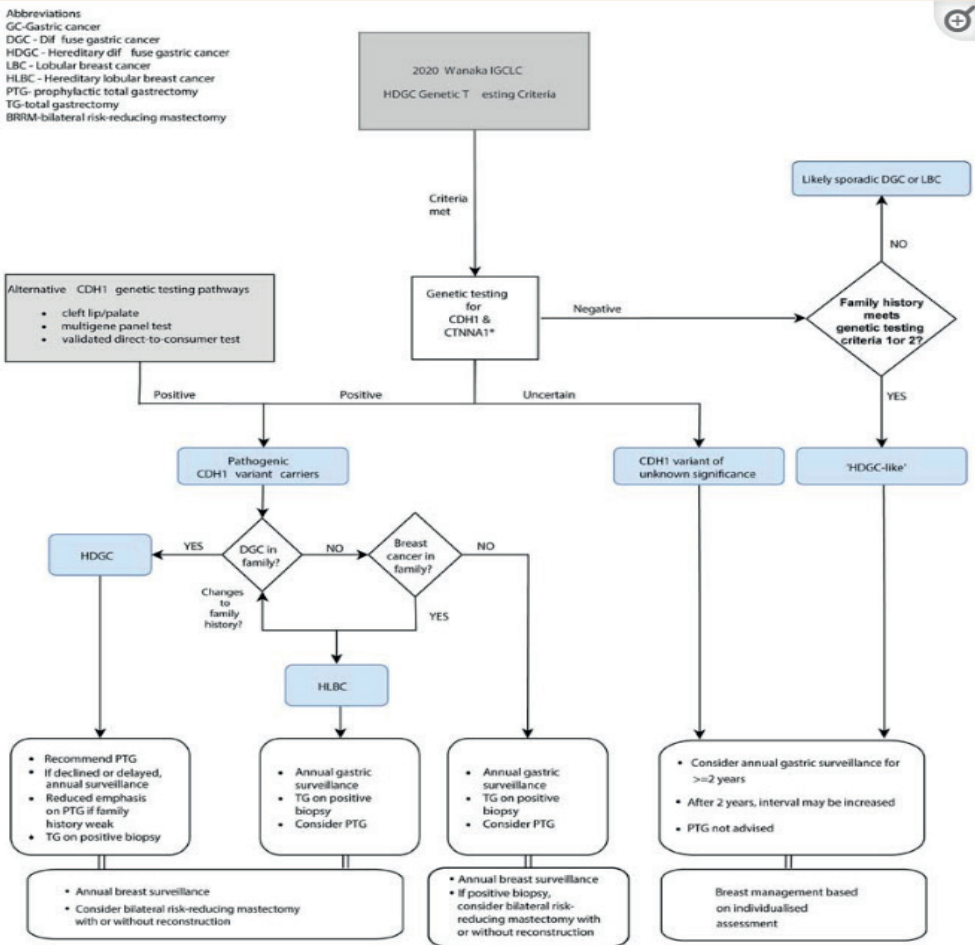 Abbreviations
GC-Gastric cancer
DGC - Dif fuse gastric cancer
HDGC - Hereditary dif fuse gastric cancer
LBC - Lobular breast cancer
HLBC - Hereditary lobular breast cancer
PTG- prophylactic total gastrectomy
TG-total gastrectomy
BRRM-bilateral risk-reducing mastectomy
2020 Wanaka IGCLC
HDGC Genetic T esting Criteria
Criteria
met
Likely sporadic DGC or LBC
NO
Alternative CDH1 genetic testing pathways
• cleft lip/palate
• multigene panel test
• validated direct-to-consumer test
Genetic testing
for
CDH1 &
CTNNA1*
Negative
Family history
meets
genetic testing
criteria 1or 2?
YES
Positive
Positive
Uncertain
Pathogenic
CDH1 variant carriers
CDH1 variant of
unknown significance
'HDGC-like'
HDGC
YES
DGC in
family?
NO
Breast
cancer in
family?
NO
Changes
to
family
history?
YES
HLBC
• Recommend PTG
• If declined or delayed,
annual surveillance
• Reduced emphasis
on PTG if family
history weak
• TG on positive biopsy
• Annual gastric
surveillance
• TG on positive
biopsy
• Consider PTG
• Annual gastric
surveillance
• TG on positive
biopsy
• Consider PTG
• Consider annual gastric surveillance for
>=2 years
• After 2 years, interval may be increased
• PTG not advised
• Annual breast surveillance
• Consider bilateral risk-reducing mastectomy
with or without reconstruction
• Annual breast surveillance
• If positive biopsy,
consider bilateral risk-
reducing mastectomy with
or without reconstruction
Breast management based
on individualised
assessment